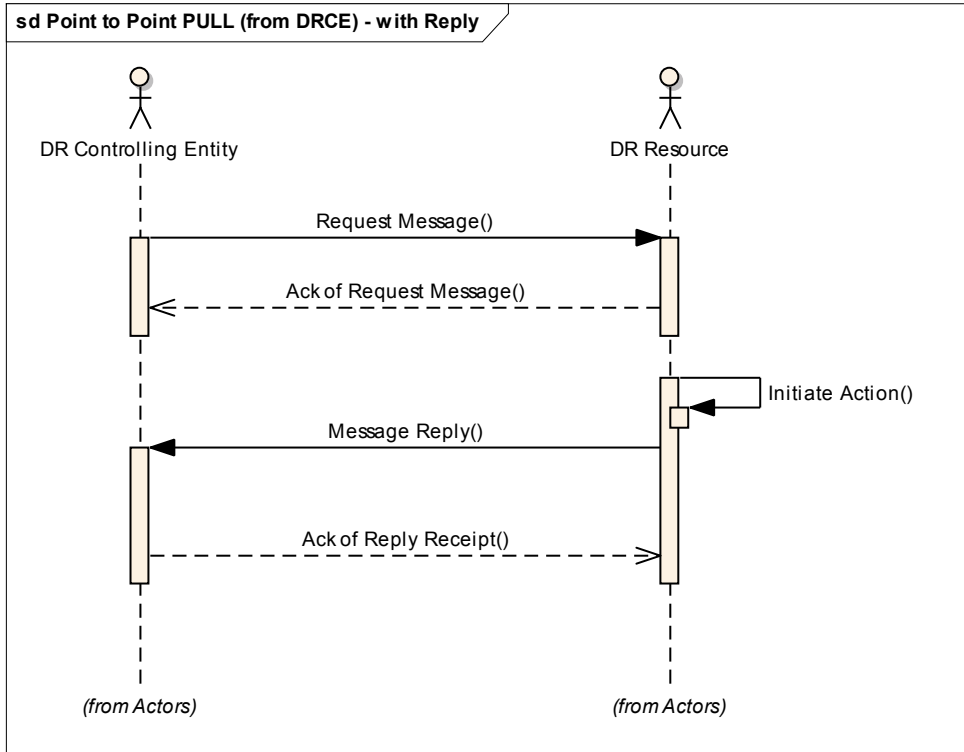 sd Point to Point PULL (from DRCE) - with Reply
DR Controlling Entity
DR Resource
Request Message()
Ack of Request Message()
Initiate Action()
Message Reply()
Ack of Reply Receipt()
(from Actors)
(from Actors)